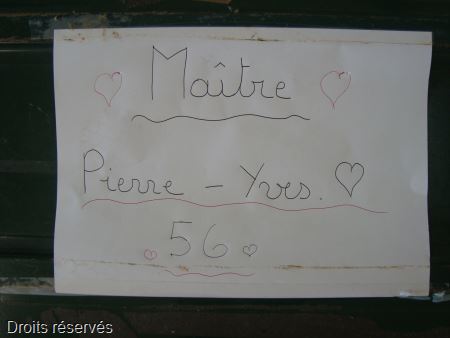 Maître
Pierre - Yves.
56
Droits réservés